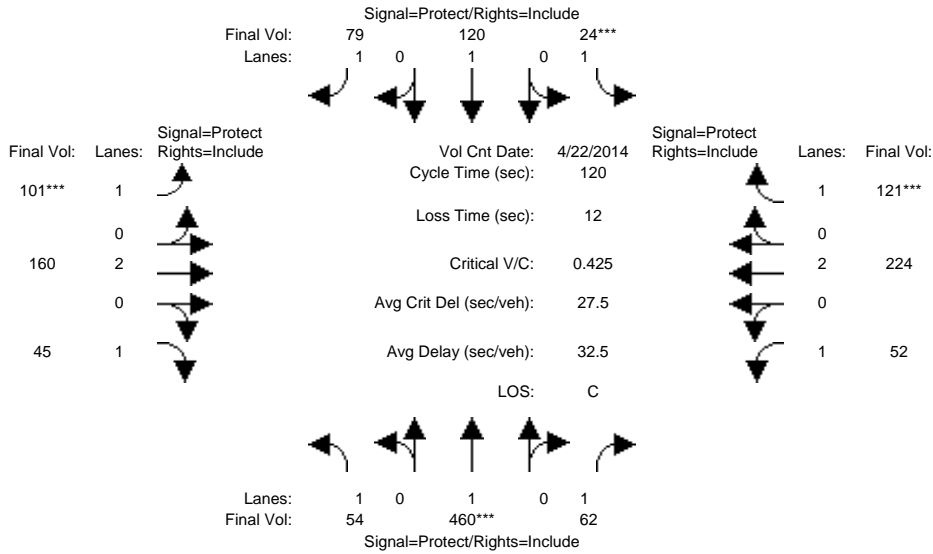 Signal=Protect/Rights=Include
Final Vol: 79 120 24***
Lanes: 1 0 1 0 1
Signal=Protect Signal=Protect
Final Vol: Lanes: Rights=Include Vol Cnt Date: 4/22/2014 Rights=Include Lanes: Final Vol:
Cycle Time (sec): 120
101*** 1 1 121***
Loss Time (sec): 12
0 0
160 2 Critical V/C: 0.425 2 224
0 Avg Crit Del (sec/veh): 27.5 0
45 1 Avg Delay (sec/veh): 32.5 1 52
LOS: C
Lanes: 1 0 1 0 1
Final Vol: 54 460*** 62
Signal=Protect/Rights=Include